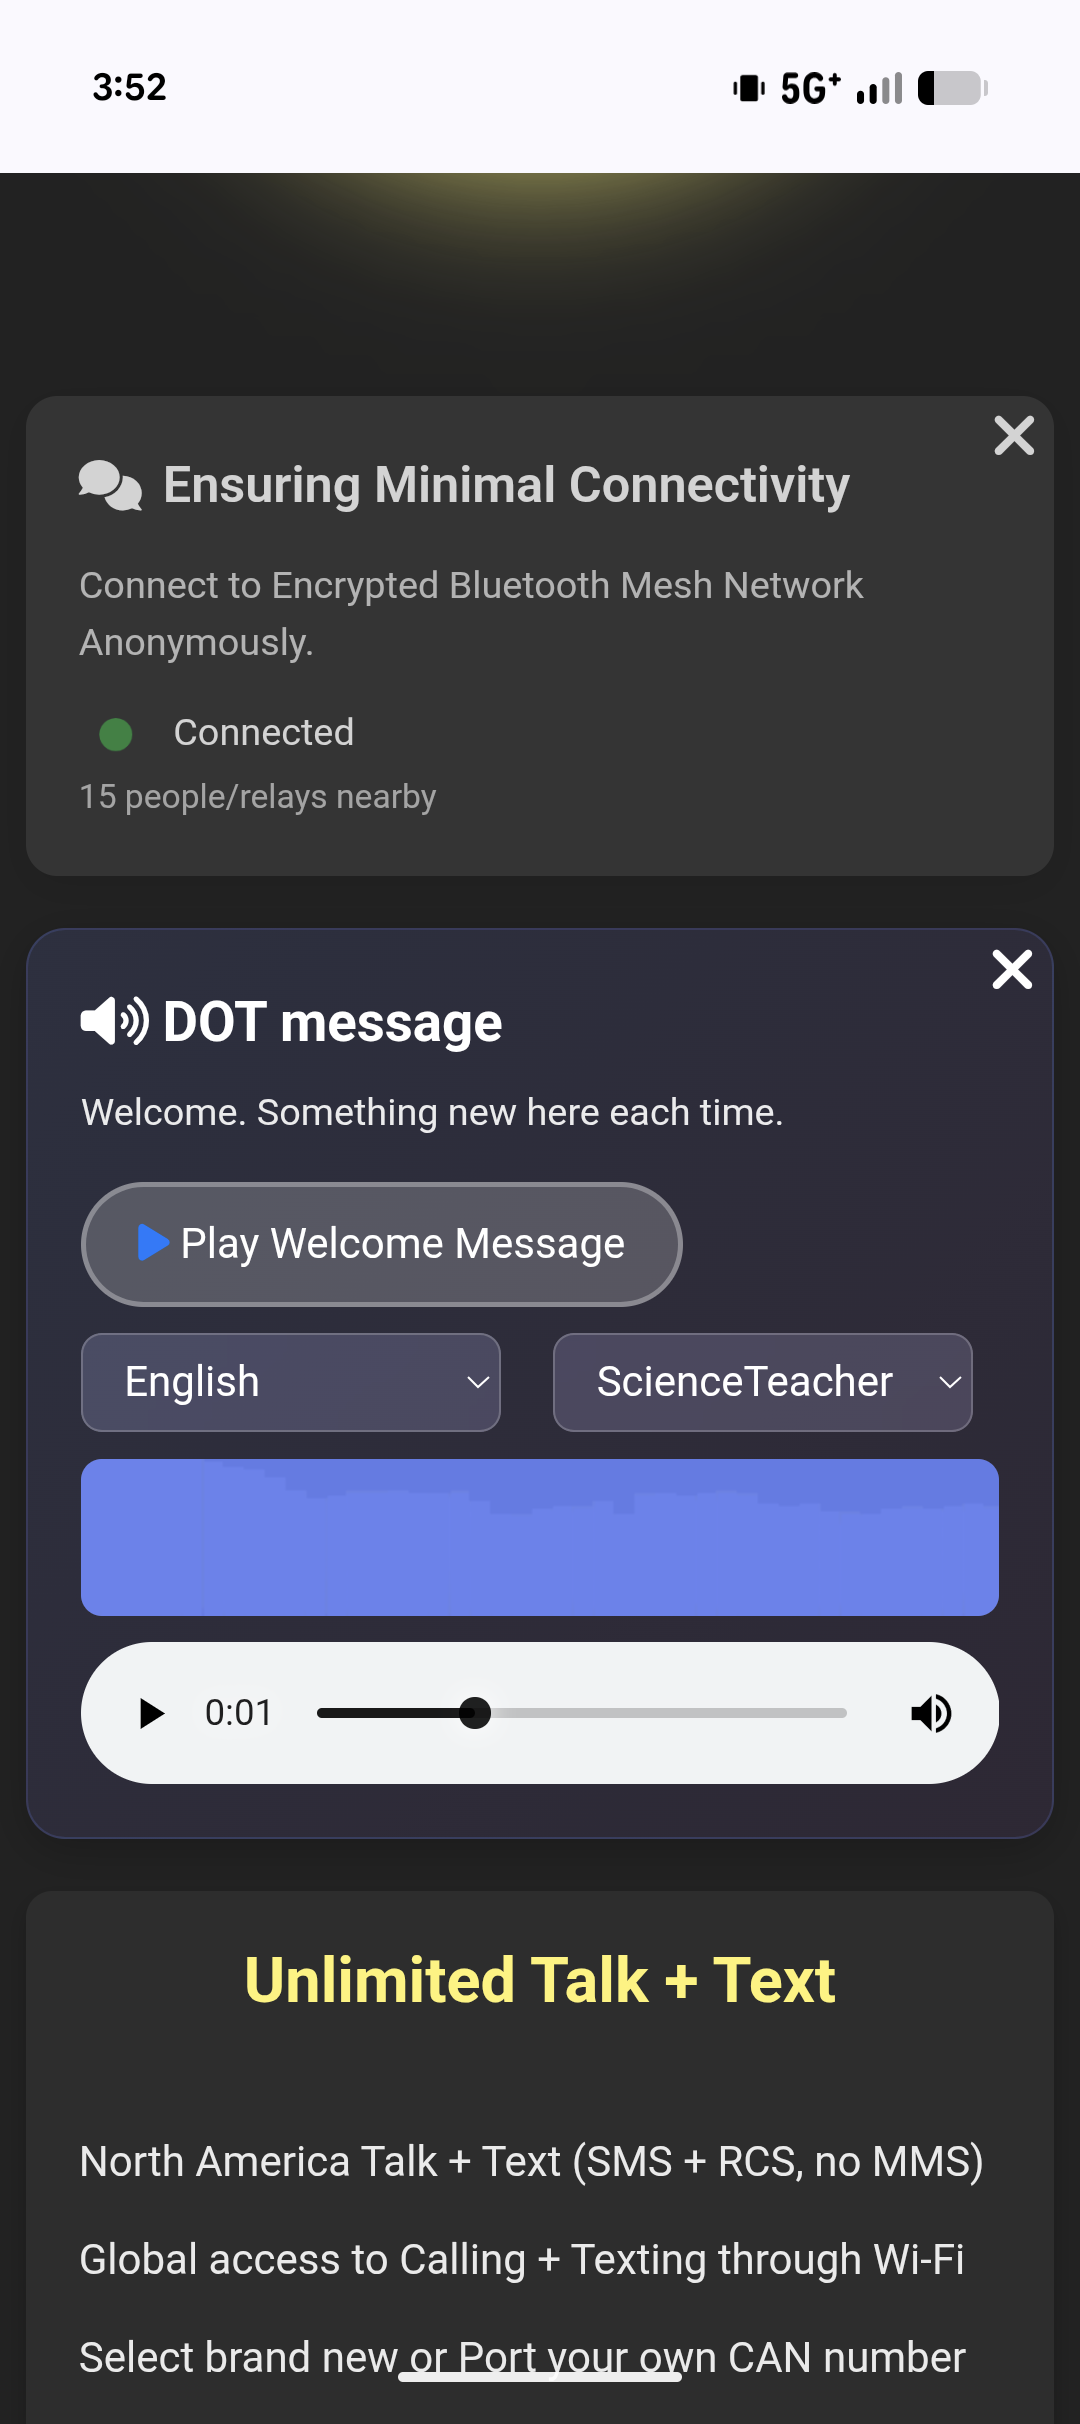 3:52
5G+
Ensuring Minimal Connectivity
Connect to Encrypted Bluetooth Mesh Network
Anonymously.
Connected
15 people/relays nearby
DOT message
Welcome. Something new here each time.
Play Welcome Message
English
ScienceTeacher
0:01
Unlimited Talk + Text
North America Talk + Text (SMS + RCS, no MMS)
Global access to Calling + Texting through Wi-Fi
Select brand new or Port your own CAN number